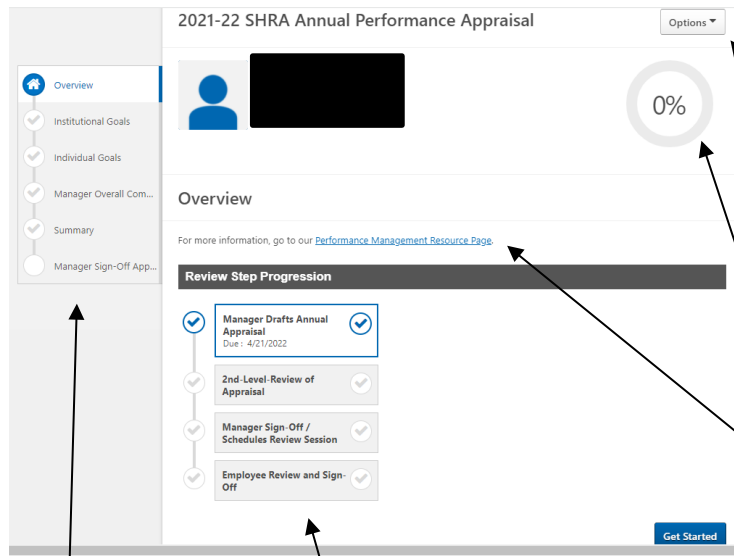 2021-22 SHRA Annual Performance Appraisal
Options
Overview
Institutional Goals
Individual Goals
Manager Overall Com...
Summary
Manager Sign-Off App...
0%
Overview
For more information, go to our Performance Management Resource Page.
Review Step Progression
Manager Drafts Annual
Appraisal
Due : 4/21/2022
2nd-Level-Review of
Appraisal
Manager Sign-Off /
Schedules Review Session
Employee Review and Sign-
Off
Get Started